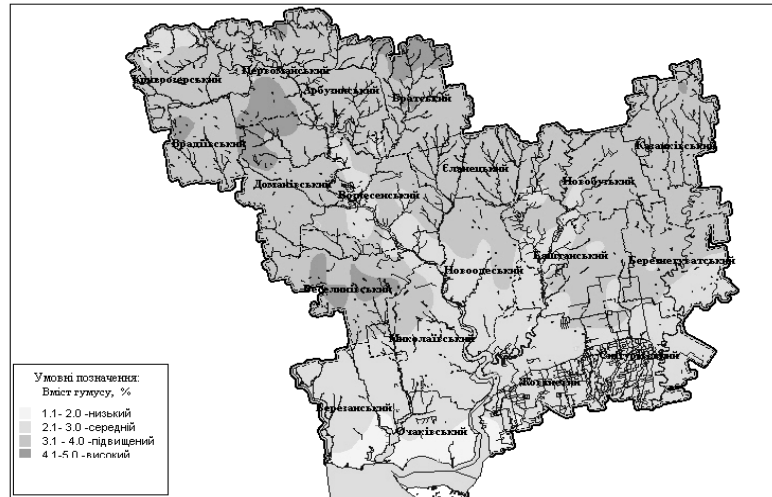 Кривоозерський
Первомайський
Арбузинський
Братський
Врадіївський
Казанківський
Доманівський
Єланецький
Новобузький
Вознесенський
Новоодеський
Баштанський
Березнегуватський
Веселинівський
Миколаївський
Снігурівський
Жовтневий
Березанський
Очаківський
Умовні позначення:
Вміст гумусу, %
1.1- 2.0 -низький
2.1- 3.0 -середній
3.1 - 4.0 -підвищений
4.1-5.0 -високий